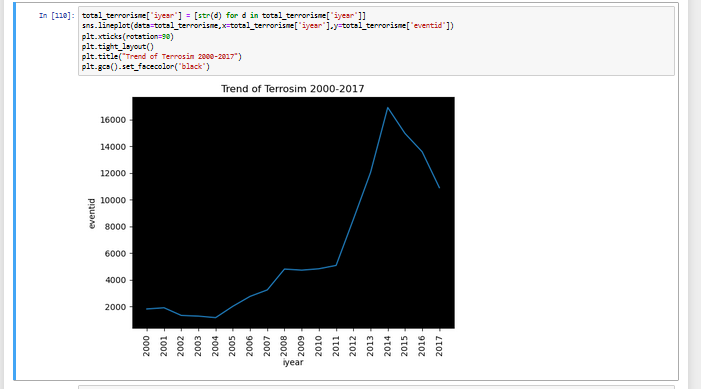 In [110]: total_terrorisme['iyear'] = [str(d) for d in total_terrorisme['iyear']]
sns.lineplot(data=total_terrorisme,x=total_terrorisme['iyear'],y=total_terrorisme['eventid'])
plt.xticks(rotation=90)
plt.tight_layout()
plt.title("Trend of Terrosim 2000-2017")
plt.gca().set_facecolor('black')
Trend of Terrosim 2000-2017
16000
14000
12000
10000
8000
6000
4000
2000
eventid
2000 2001 2002 2003 2004 2005 2006 2007 2008 2009 2010 2011 2012 2013 2014 2015 2016 2017
iyear